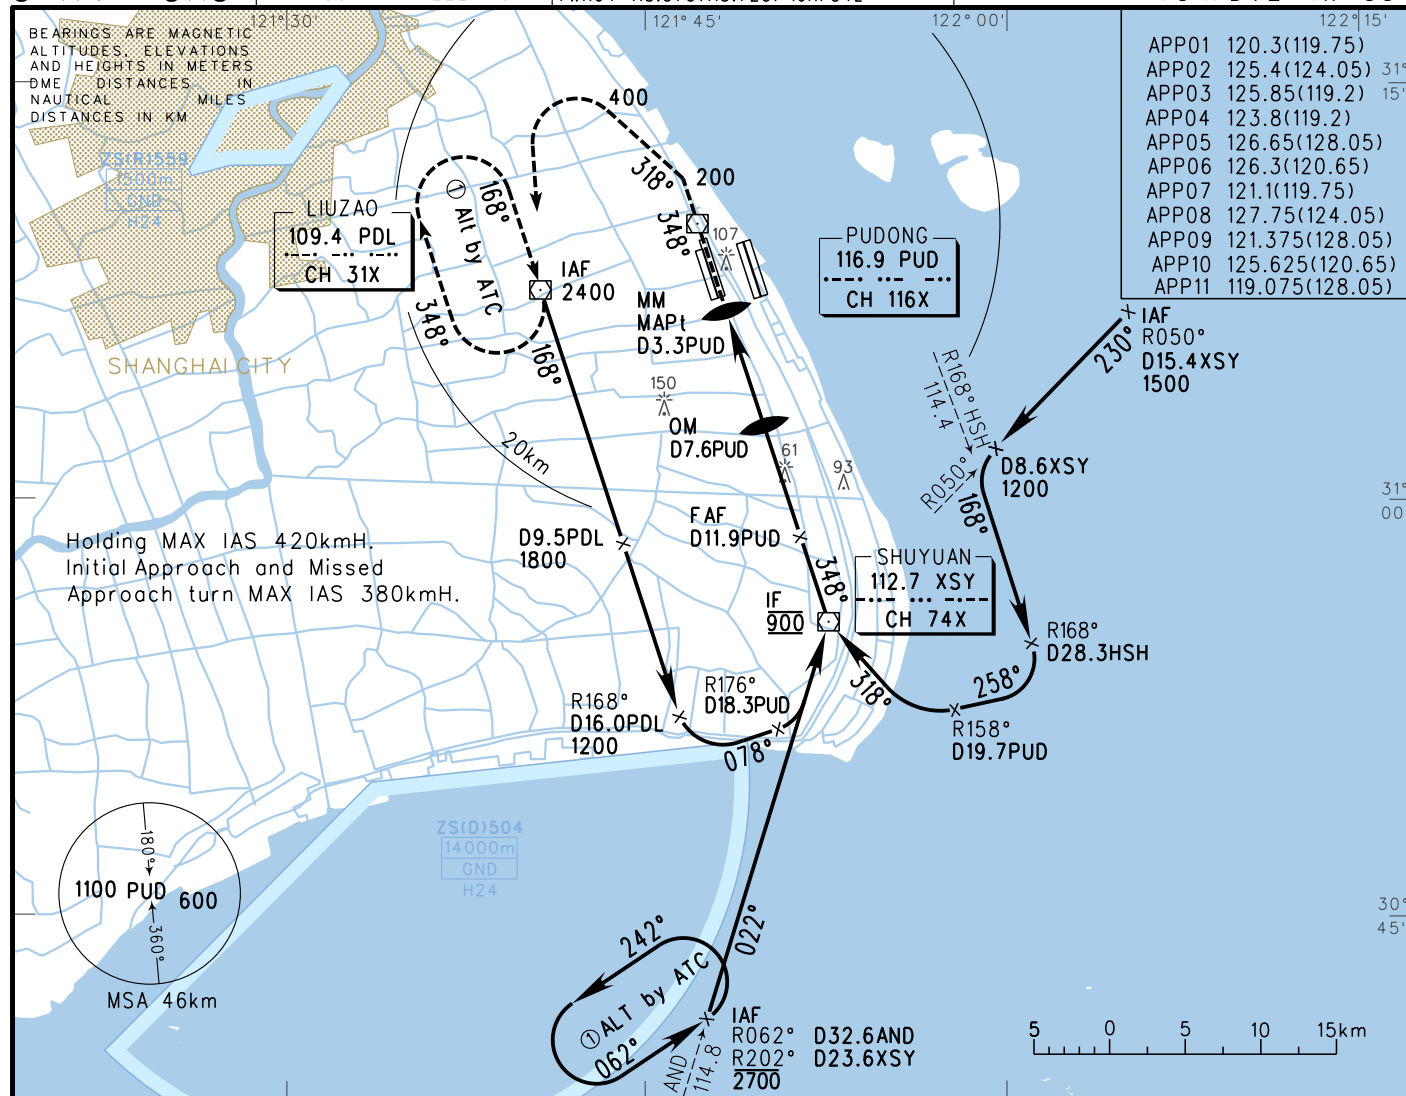 121°30'
121°45'
122°00'
122°15'
BEARINGS ARE MAGNETIC
ALTITUDES, ELEVATIONS
AND HEIGHTS IN METERS
DME DISTANCES IN
NAUTICAL MILES
DISTANCES IN KM
APP01 120.3(119.75)
APP02 125.4(124.05)
APP03 125.85(119.2)
APP04 123.8(119.2)
APP05 126.65(128.05)
APP06 126.3(120.65)
APP07 121.1(119.75)
APP08 127.75(124.05)
APP09 121.375(128.05)
APP10 125.625(120.65)
APP11 119.075(128.05)
31°
15'
ZS(R)559
1500m
GND
H24
400
318°
200
348°
107
LIUZAO
109.4 PDL
CH 31X
168°
① Alt by ATC
348°
IAF
2400
168°
PUDONG
116.9 PUD
CH 116X
MM
MAPt
D3.3PUD
IAF
R050°
D15.4XSY
1500
230°
SHANGHAI CITY
150
R168°HSH
114.4
OM
D7.6PUD
20km
61
93
D8.6XSY
1200
R050°
168°
31°
00'
Holding MAX IAS 420kmH.
Initial Approach and Missed
Approach turn MAX IAS 380kmH.
D9.5PDL
1800
FAF
D11.9PUD
348°
SHUYUAN
112.7 XSY
CH 74X
IF
900
R168°
D28.3HSH
R168°
D16.0PDL
1200
R176°
D18.3PUD
318°
258°
078°
R158°
D19.7PUD
ZS(D)504
14000m
GND
H24
180°
1100 PUD 600
360°
MSA 46km
30°
45'
242°
022°
① ALT by ATC
062°
AND
114.8
IAF
R062° D32.6AND
R202° D23.6XSY
2700
5 0 5 10 15km